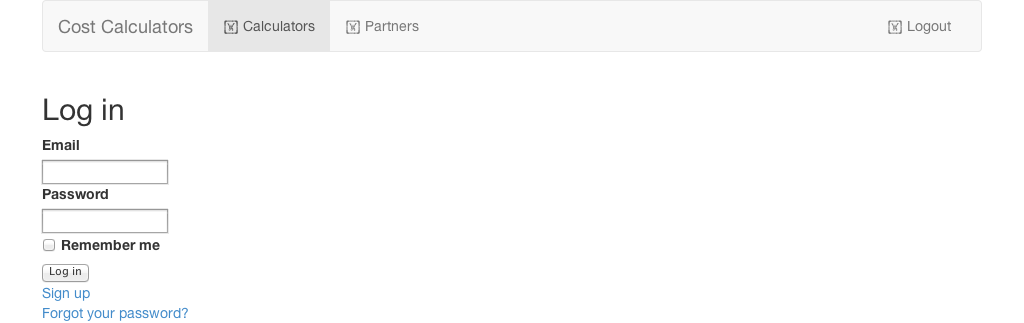 Cost Calculators Calculators Partners Logout
Log in
Email
Password
Remember me
Log in
Sign up
Forgot your password?